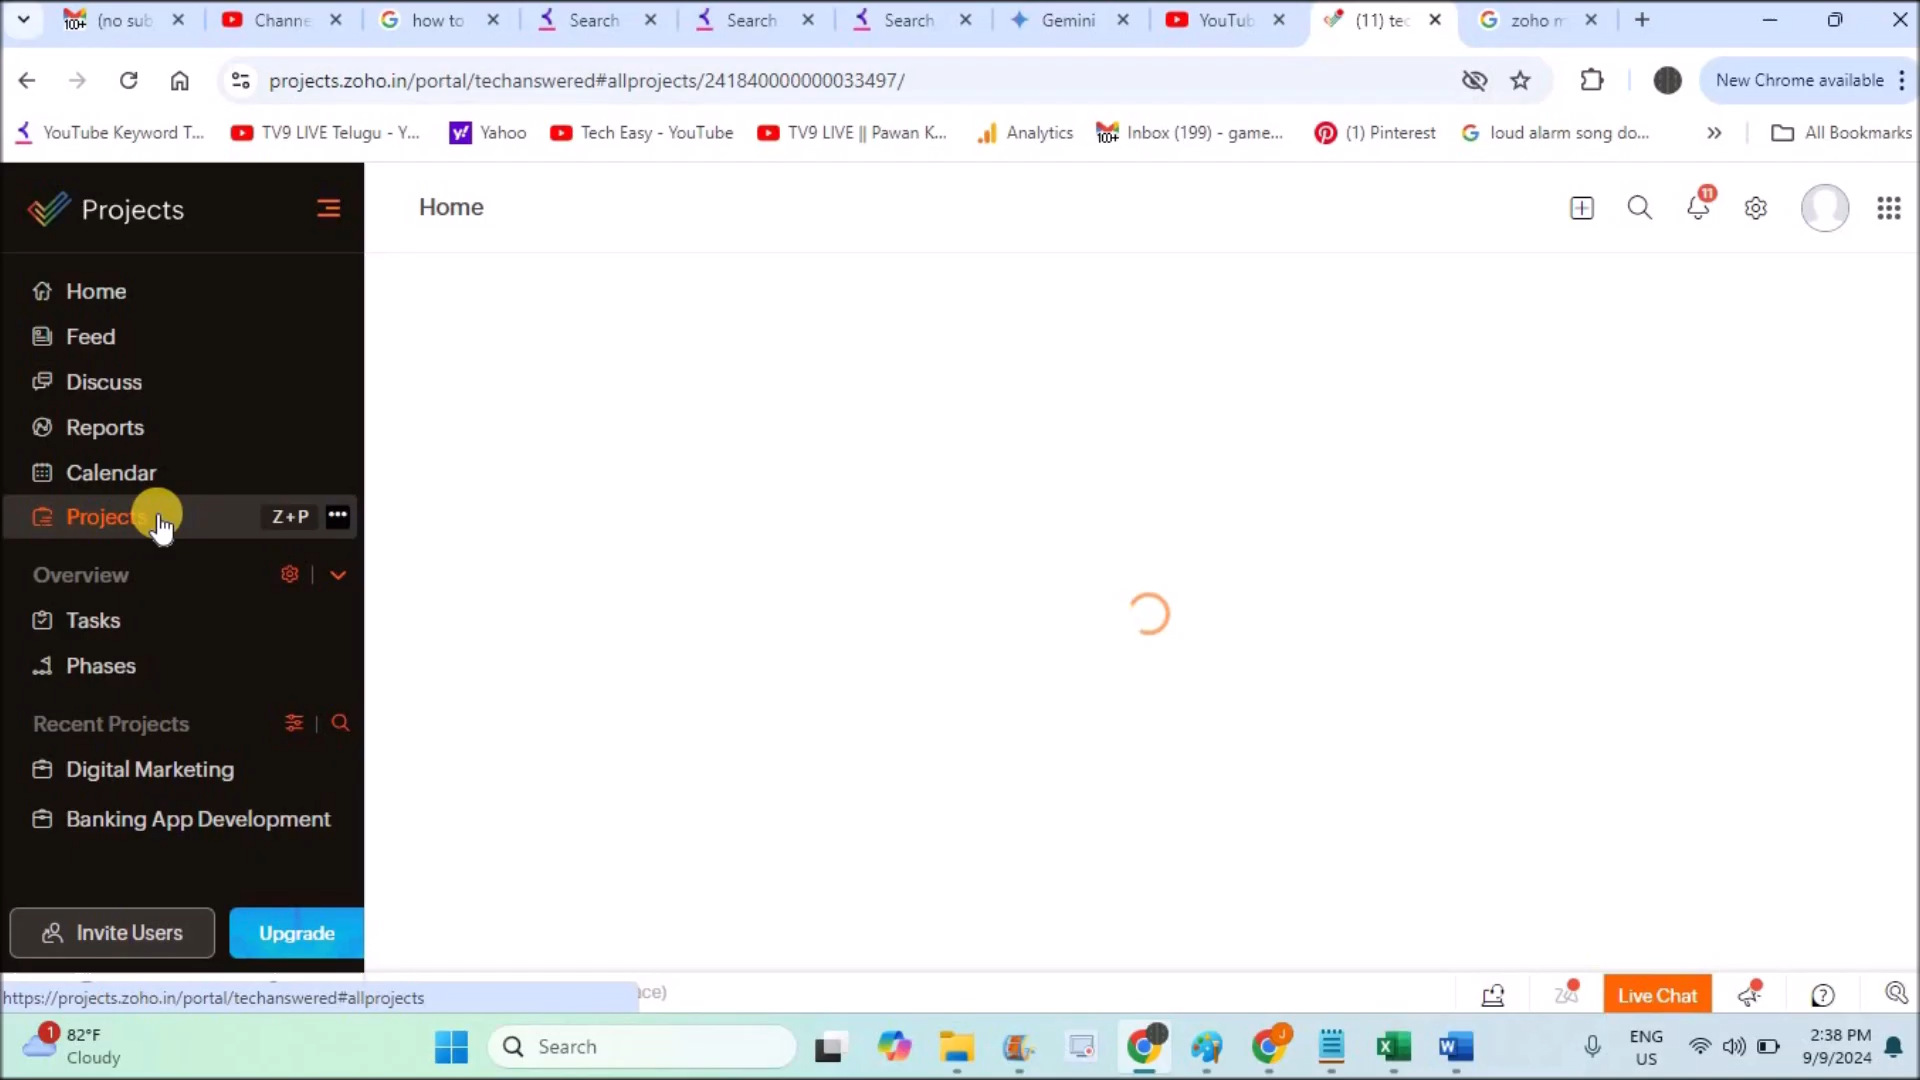 (no sub
Channe
how to
Search
Search
Search
Gemini
YouTub
(11) tec
zoho m
projects.zoho.in/portal/techanswered#allprojects/241840000000033497/
New Chrome available
YouTube Keyword T...
TV9 LIVE Telugu - Y...
Yahoo
Tech Easy - YouTube
TV9 LIVE || Pawan K...
Analytics
Inbox (199) - game...
(1) Pinterest
loud alarm song do...
All Bookmarks
Projects
Home
11
Home
Feed
Discuss
Reports
Calendar
Projects
Z+P
Overview
Tasks
Phases
Recent Projects
Digital Marketing
Banking App Development
Invite Users
Upgrade
https://projects.zoho.in/portal/techanswered#allprojects
ce)
Live Chat
1
82°F
Cloudy
Search
ENG
US
2:38 PM
9/9/2024